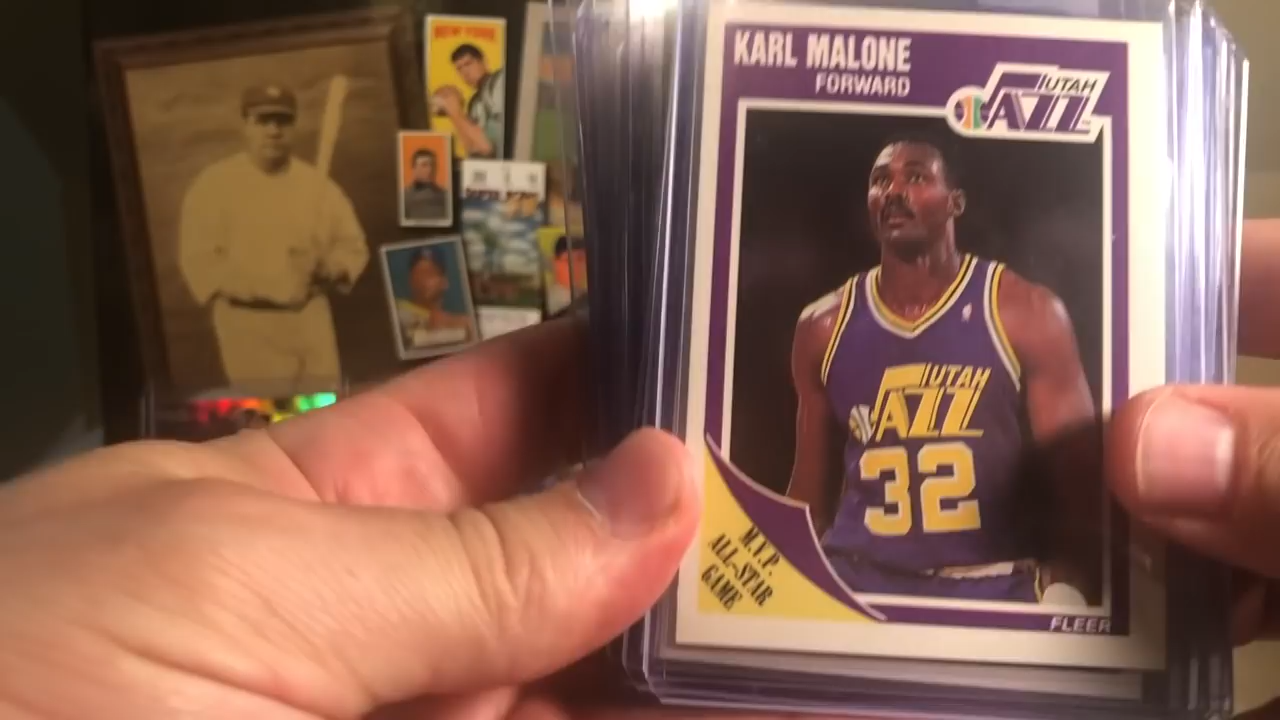 KARL MALONE
FORWARD
UTAH
JAZZ
UTAH
JAZZ
32
M.V.P.
ALL-STAR
GAME
FLEER
NEW YORK